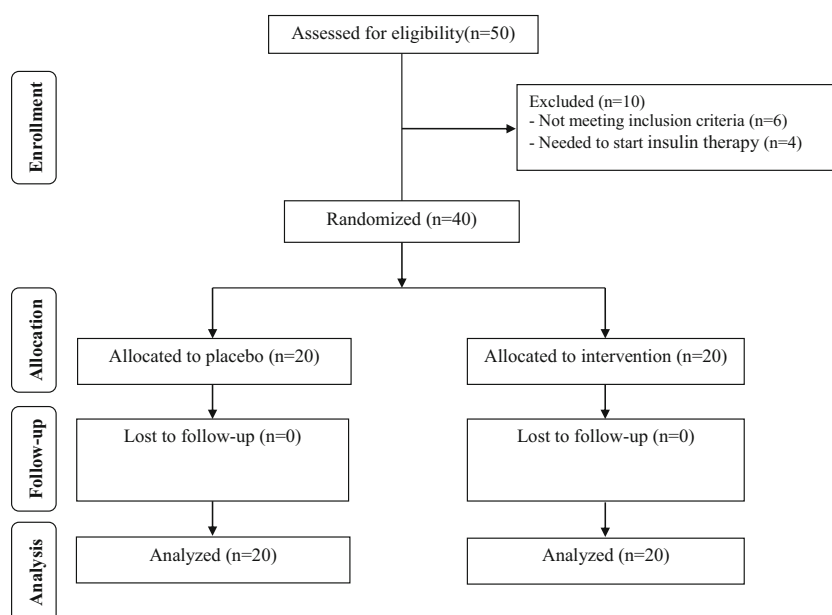 Assessed for eligibility(n=50)
Enrollment
Excluded (n=10)
- Not meeting inclusion criteria (n=6)
- Needed to start insulin therapy (n=4)
Randomized (n=40)
Allocation
Allocated to placebo (n=20)
Allocated to intervention (n=20)
Follow-up
Lost to follow-up (n=0)
Lost to follow-up (n=0)
Analysis
Analyzed (n=20)
Analyzed (n=20)